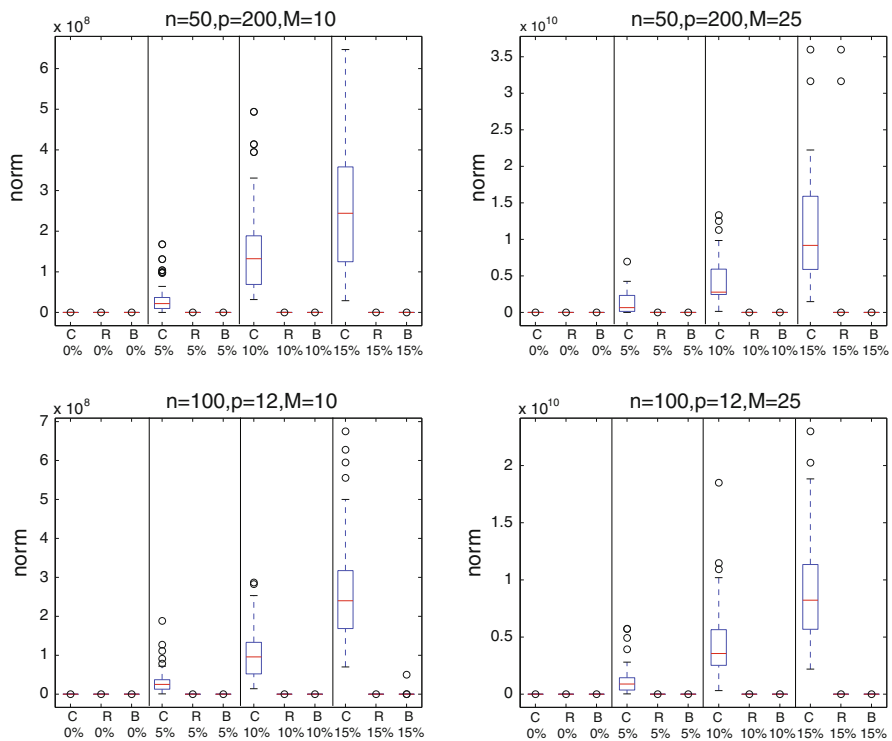 n=50,p=200,M=10
x 10^8
6
5
4
3
2
1
0
norm
C R B C R B C R B C R B
0% 0% 0% 5% 5% 5% 10% 10% 10% 15% 15% 15%
n=50,p=200,M=25
x 10^10
3.5
3
2.5
2
1.5
1
0.5
0
norm
C R B C R B C R B C R B
0% 0% 0% 5% 5% 5% 10% 10% 10% 15% 15% 15%
n=100,p=12,M=10
x 10^8
7
6
5
4
3
2
1
0
norm
C R B C R B C R B C R B
0% 0% 0% 5% 5% 5% 10% 10% 10% 15% 15% 15%
n=100,p=12,M=25
x 10^10
2
1.5
1
0.5
0
norm
C R B C R B C R B C R B
0% 0% 0% 5% 5% 5% 10% 10% 10% 15% 15% 15%